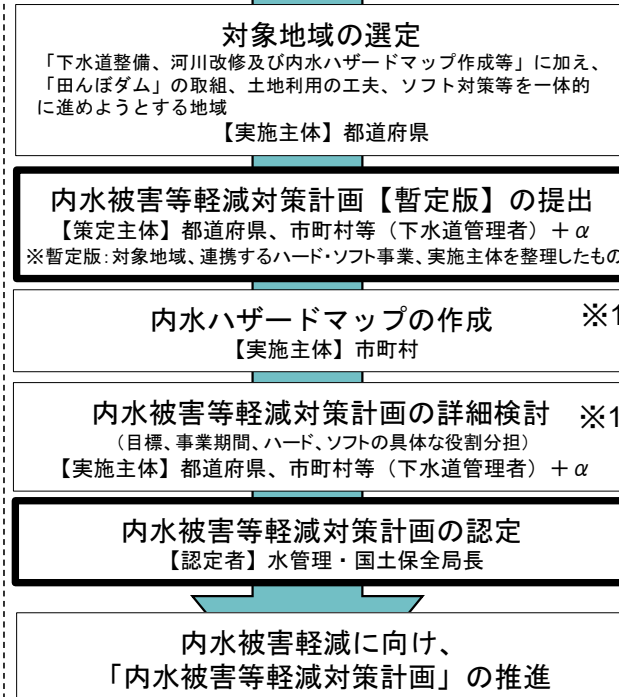 対象地域の選定
「下水道整備、河川改修及び内水ハザードマップ作成等」に加え、
「田んぼダム」の取組、土地利用の工夫、ソフト対策等を一体的
に進めようとする地域
【実施主体】都道府県
内水被害等軽減対策計画【暫定版】の提出
【策定主体】都道府県、市町村等（下水道管理者）＋α
※暫定版：対象地域、連携するハード・ソフト事業、実施主体を整理したもの
内水ハザードマップの作成 ※1
【実施主体】市町村
内水被害等軽減対策計画の詳細検討 ※1
（目標、事業期間、ハード、ソフトの具体な役割分担）
【実施主体】都道府県、市町村等（下水道管理者）＋α
内水被害等軽減対策計画の認定
【認定者】水管理・国土保全局長
内水被害軽減に向け、
「内水被害等軽減対策計画」の推進